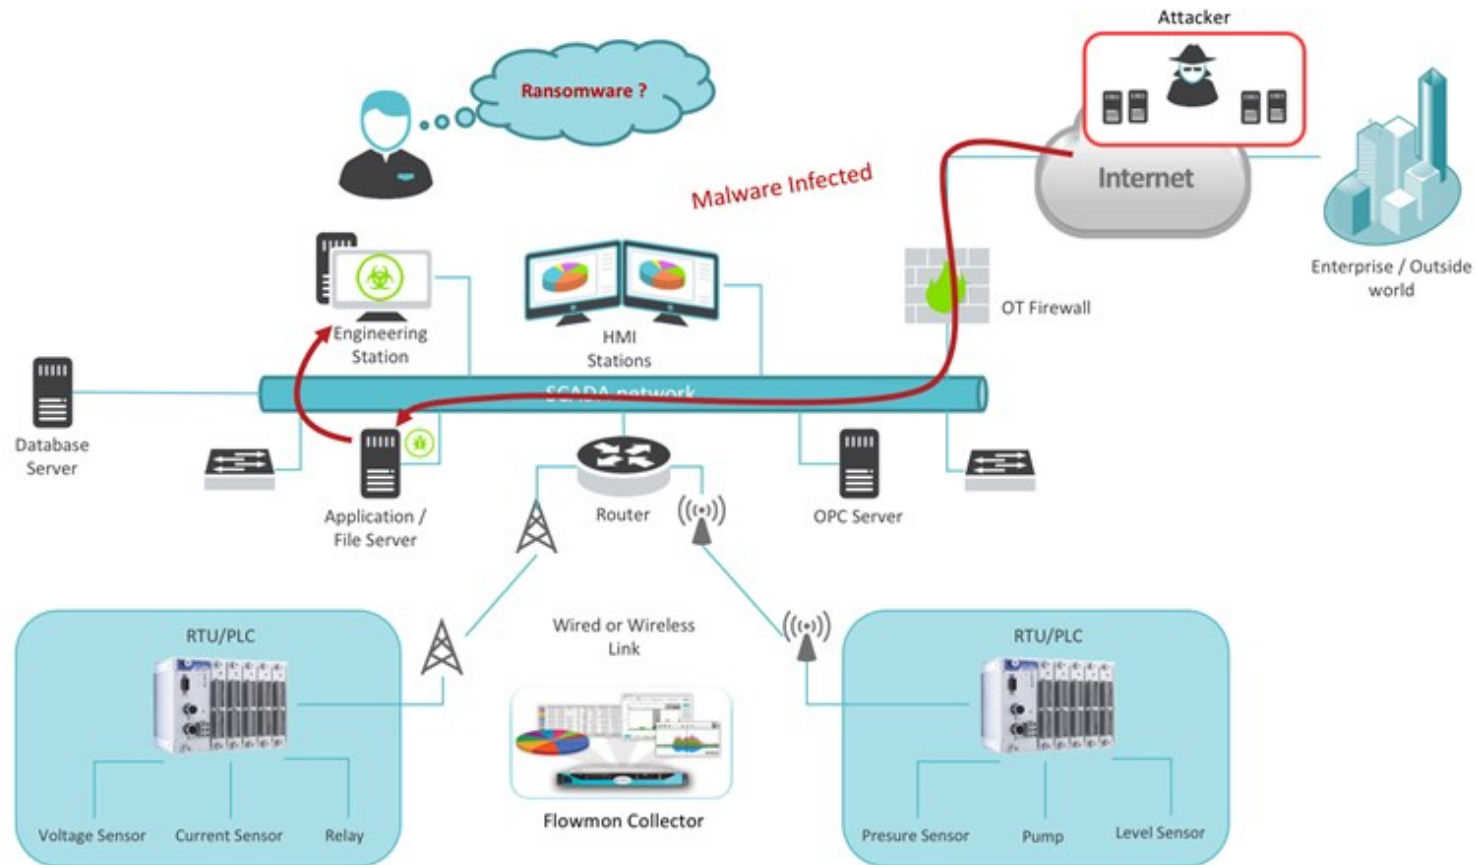 Attacker
Ransomware ?
Malware Infected
Internet
Enterprise / Outside
world
OT Firewall
Engineering
Station
HMI
Stations
SCADA network
Database
Server
Application /
File Server
Router
OPC Server
Wired or Wireless
Link
RTU/PLC
RTU/PLC
Voltage Sensor
Current Sensor
Relay
Flowmon Collector
Presure Sensor
Pump
Level Sensor